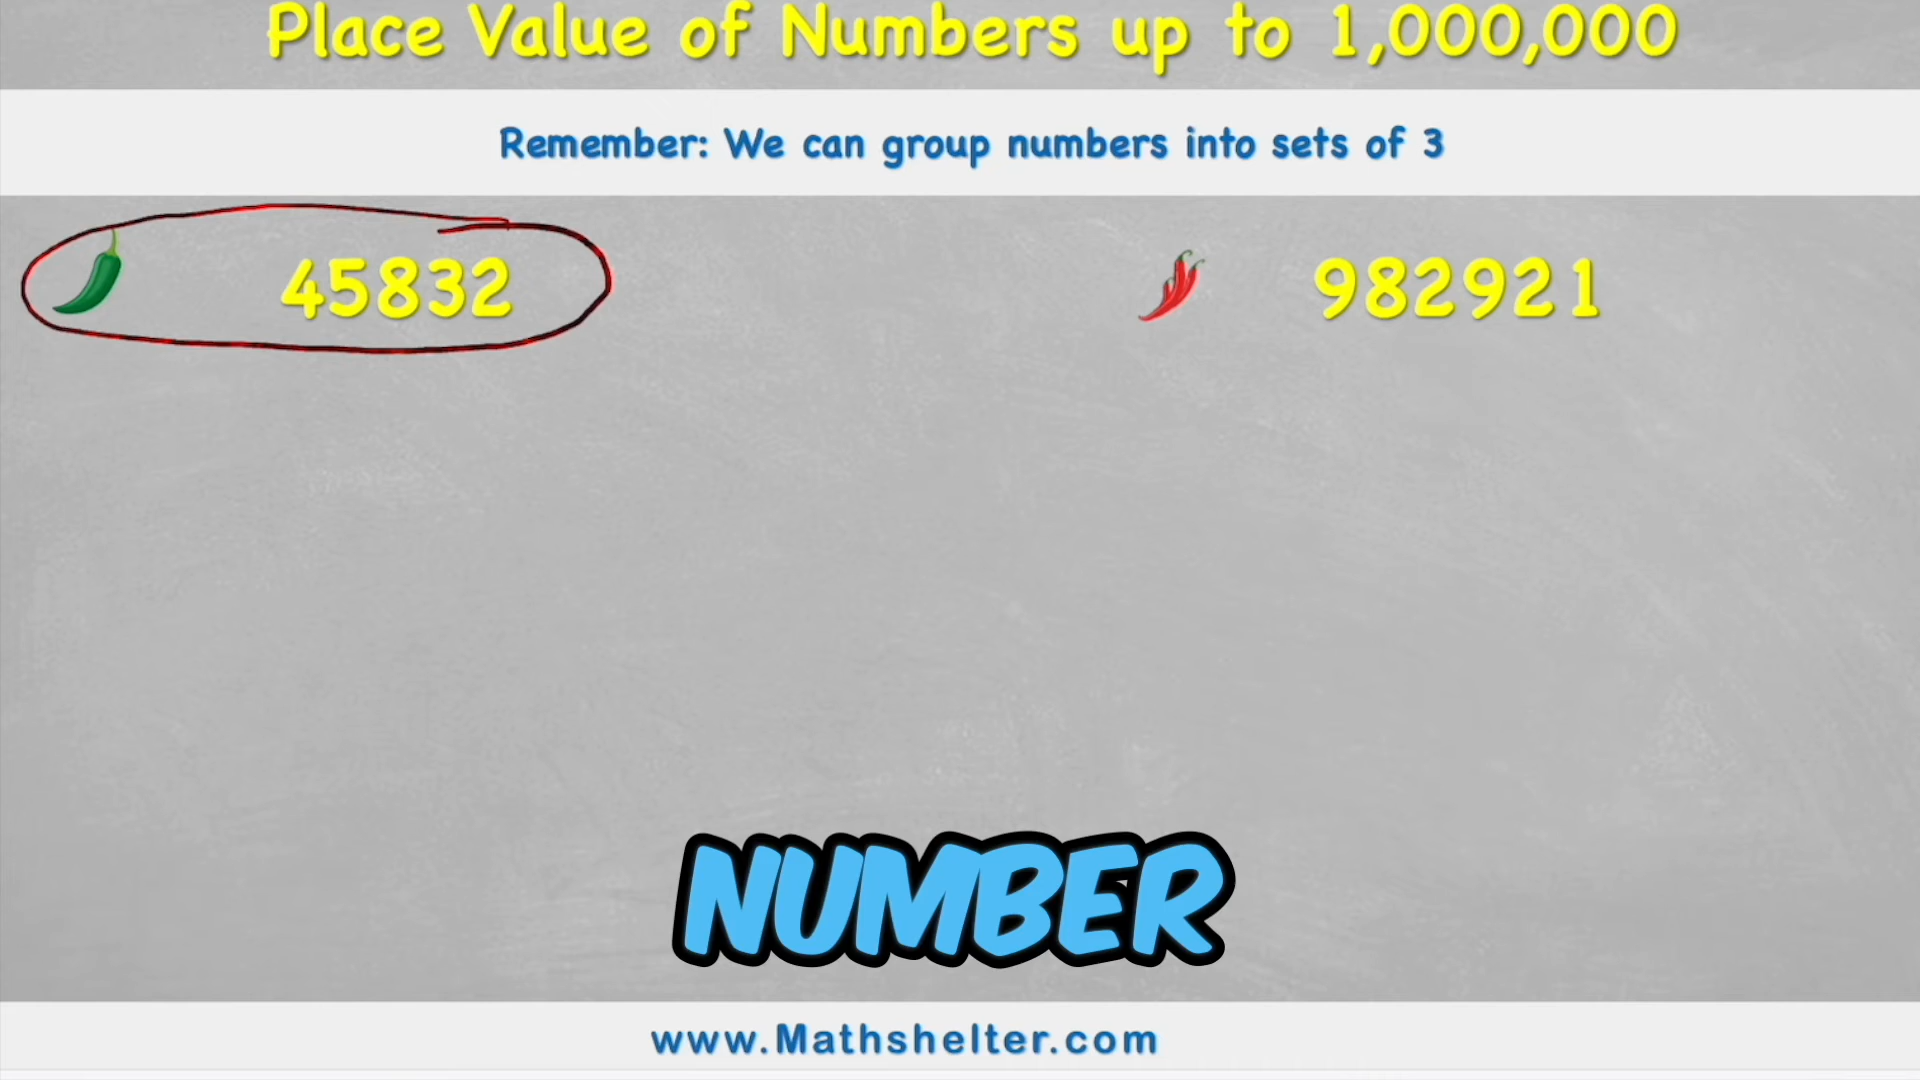 Place Value of Numbers up to 1,000,000
Remember: We can group numbers into sets of 3
45832
982921
NUMBER
www.Mathshelter.com